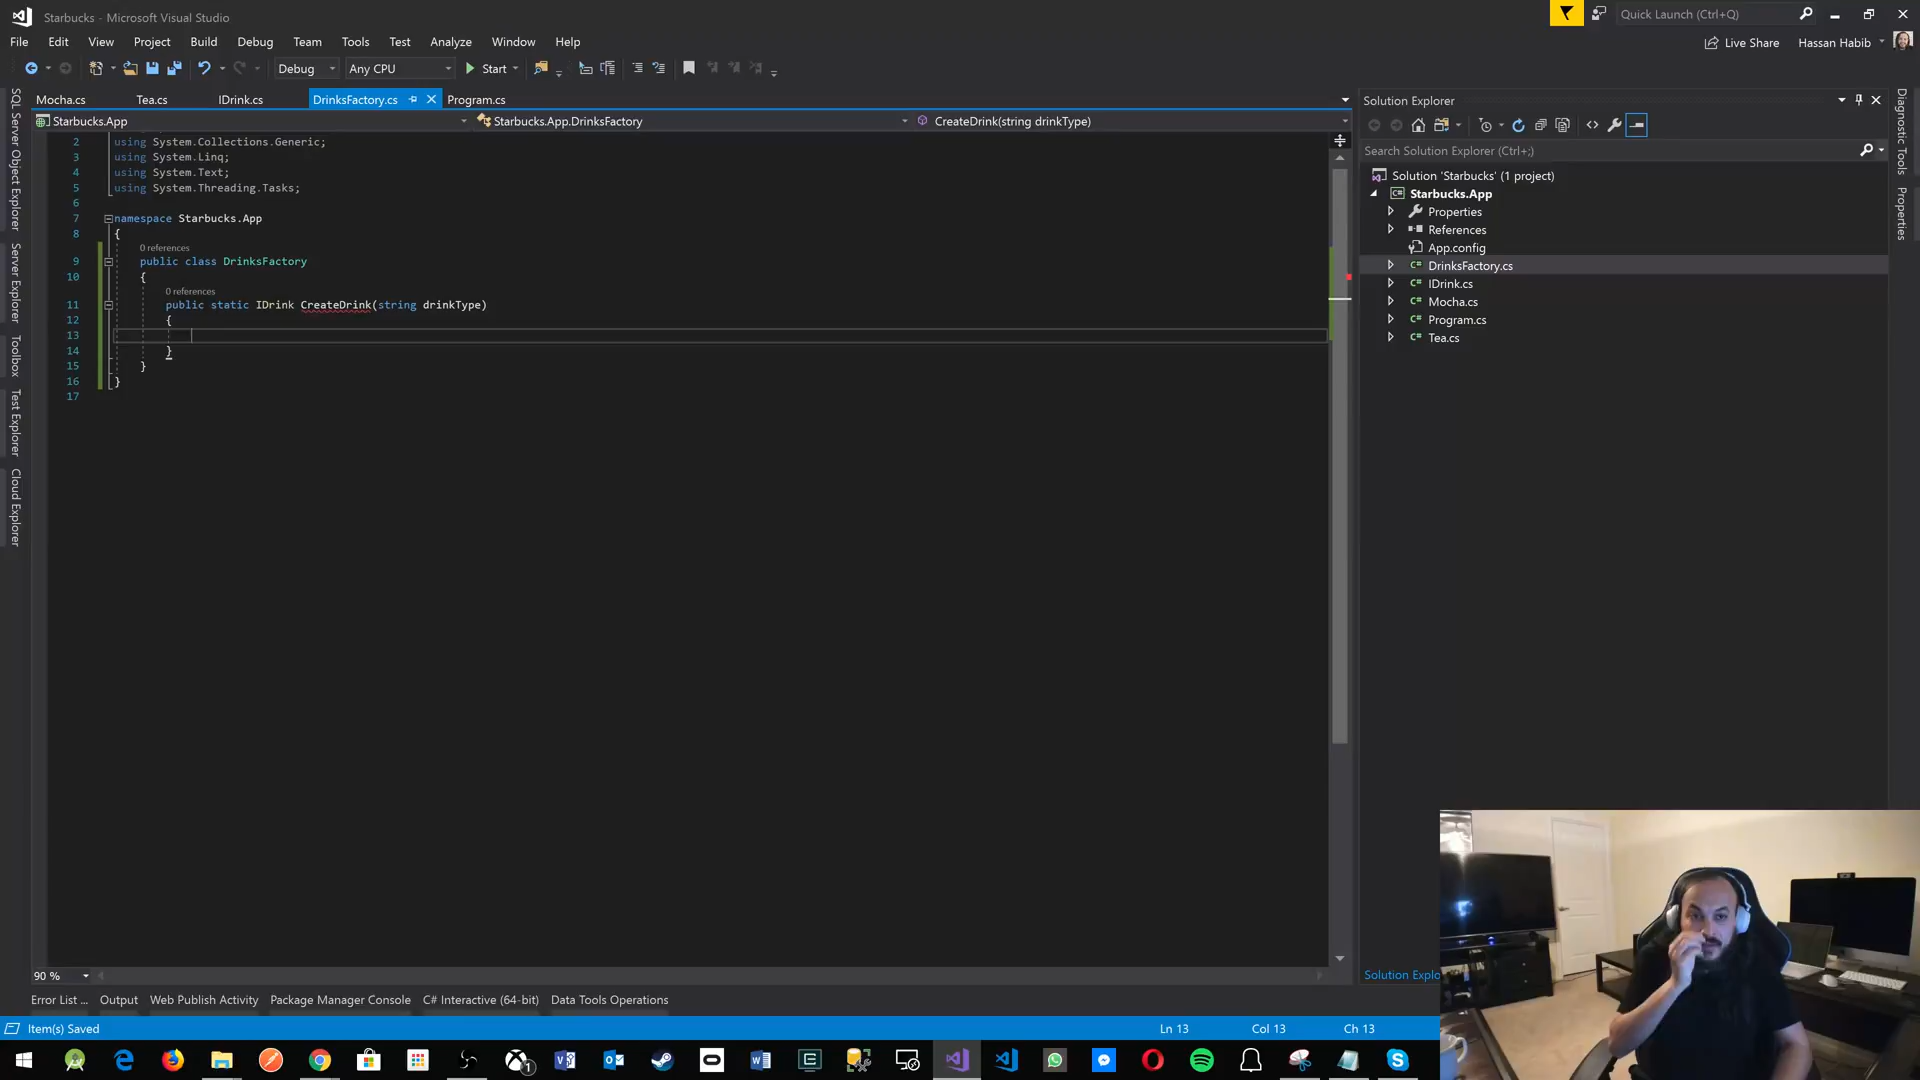 Starbucks - Microsoft Visual Studio
Quick Launch (Ctrl+Q)
File Edit View Project Build Debug Team Tools Test Analyze Window Help
Live Share Hassan Habib
Debug Any CPU Start
Mocha.cs Tea.cs IDrink.cs DrinksFactory.cs Program.cs
Starbucks.App Starbucks.App.DrinksFactory CreateDrink(string drinkType)
2 using System.Collections.Generic;
3 using System.Linq;
4 using System.Text;
5 using System.Threading.Tasks;
6
7 namespace Starbucks.App
8 {
0 references
9 public class DrinksFactory
10 {
0 references
11 public static IDrink CreateDrink(string drinkType)
12 {
13
14 }
15 }
16 }
17
SQL Server Object Explorer
Server Explorer
Toolbox
Test Explorer
Cloud Explorer
Solution Explorer
Search Solution Explorer (Ctrl+;)
Solution 'Starbucks' (1 project)
Starbucks.App
Properties
References
App.config
DrinksFactory.cs
IDrink.cs
Mocha.cs
Program.cs
Tea.cs
Diagnostic Tools
Properties
90 %
Solution Explo
Error List ... Output Web Publish Activity Package Manager Console C# Interactive (64-bit) Data Tools Operations
Item(s) Saved Ln 13 Col 13 Ch 13
1